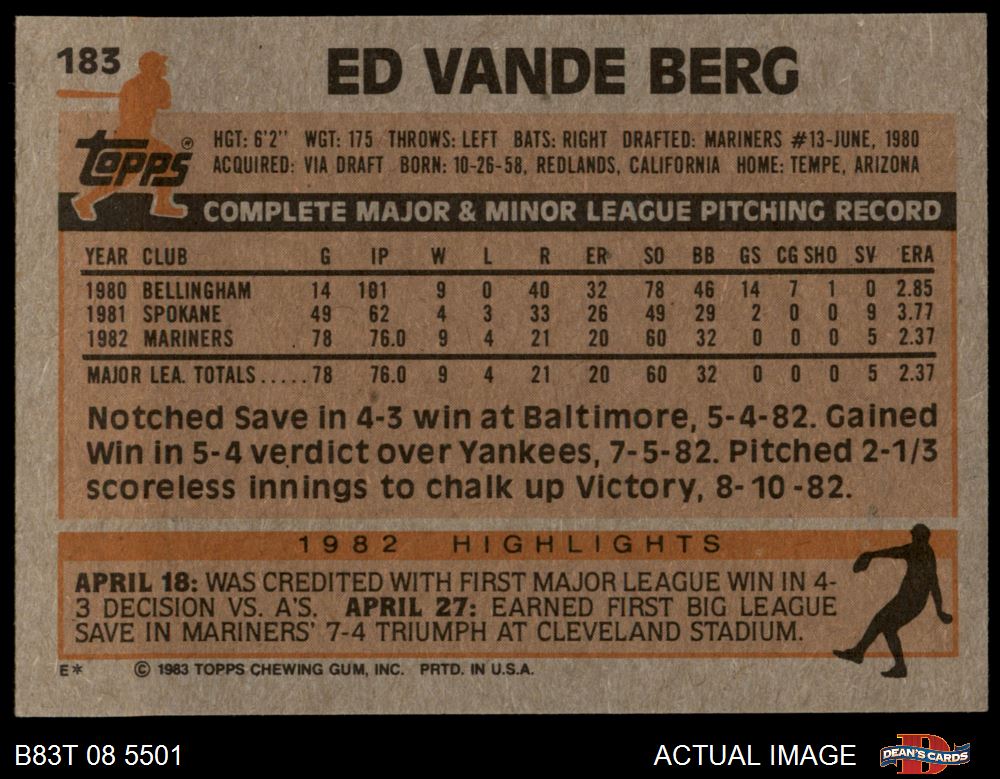 183
ED VANDE BERG
topps®
HGT: 6'2" WGT: 175 THROWS: LEFT BATS: RIGHT DRAFTED: MARINERS #13-JUNE, 1980
ACQUIRED: VIA DRAFT BORN: 10-26-58, REDLANDS, CALIFORNIA HOME: TEMPE, ARIZONA
COMPLETE MAJOR & MINOR LEAGUE PITCHING RECORD
YEAR CLUB G IP W L R ER SO BB GS CG SHO SV ERA
1980 BELLINGHAM 14 101 9 0 40 32 78 46 14 7 1 0 2.85
1981 SPOKANE 49 62 4 3 33 26 49 29 2 0 0 9 3.77
1982 MARINERS 78 76.0 9 4 21 20 60 32 0 0 0 5 2.37
MAJOR LEA. TOTALS.....78 76.0 9 4 21 20 60 32 0 0 0 5 2.37
Notched Save in 4-3 win at Baltimore, 5-4-82. Gained
Win in 5-4 verdict over Yankees, 7-5-82. Pitched 2-1/3
scoreless innings to chalk up Victory, 8-10-82.
1982 HIGHLIGHTS
APRIL 18: WAS CREDITED WITH FIRST MAJOR LEAGUE WIN IN 4-
3 DECISION VS. A'S. APRIL 27: EARNED FIRST BIG LEAGUE
SAVE IN MARINERS' 7-4 TRIUMPH AT CLEVELAND STADIUM.
E* © 1983 TOPPS CHEWING GUM, INC. PRTD. IN U.S.A.
B83T 08 5501 ACTUAL IMAGE DEAN'S CARDS